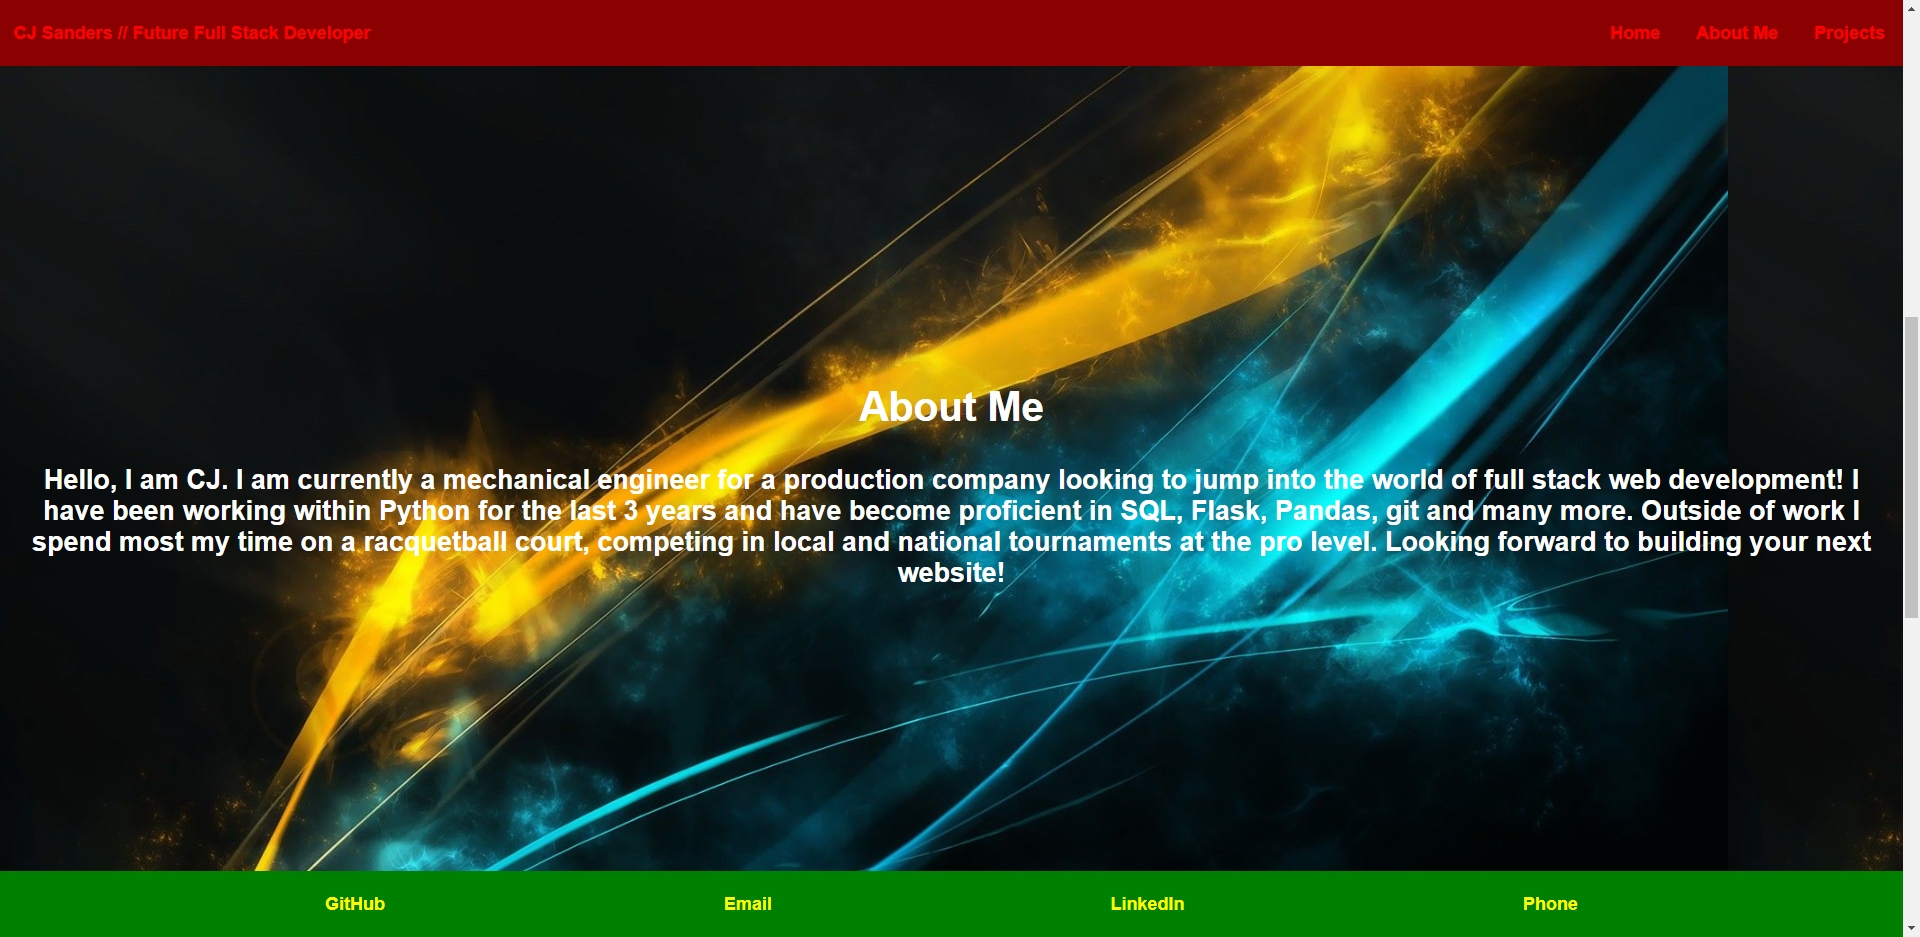 CJ Sanders // Future Full Stack Developer
Home About Me Projects
About Me
Hello, I am CJ. I am currently a mechanical engineer for a production company looking to jump into the world of full stack web development! I
have been working within Python for the last 3 years and have become proficient in SQL, Flask, Pandas, git and many more. Outside of work I
spend most my time on a racquetball court, competing in local and national tournaments at the pro level. Looking forward to building your next
website!
GitHub Email LinkedIn Phone